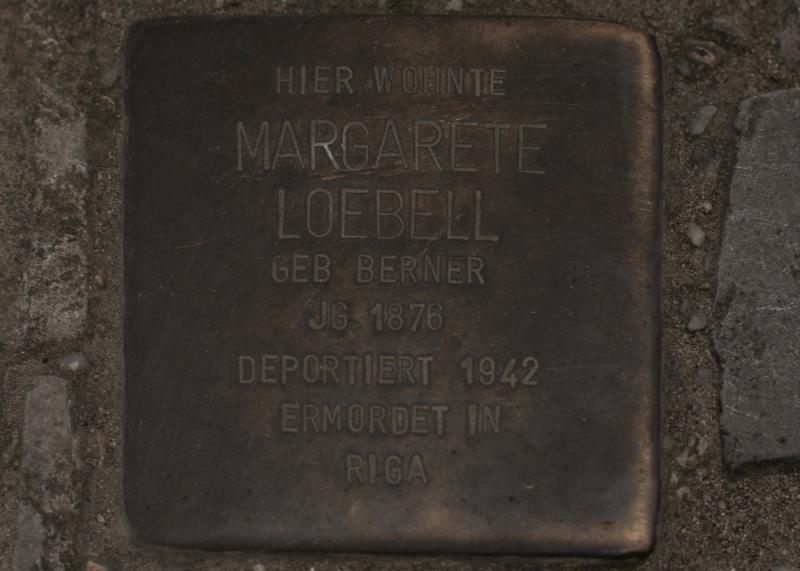 HIER WOHNTE
MARGARETE
LOEBELL
GEB BERNER
JG. 1876
DEPORTIERT 1942
ERMORDET IN
RIGA